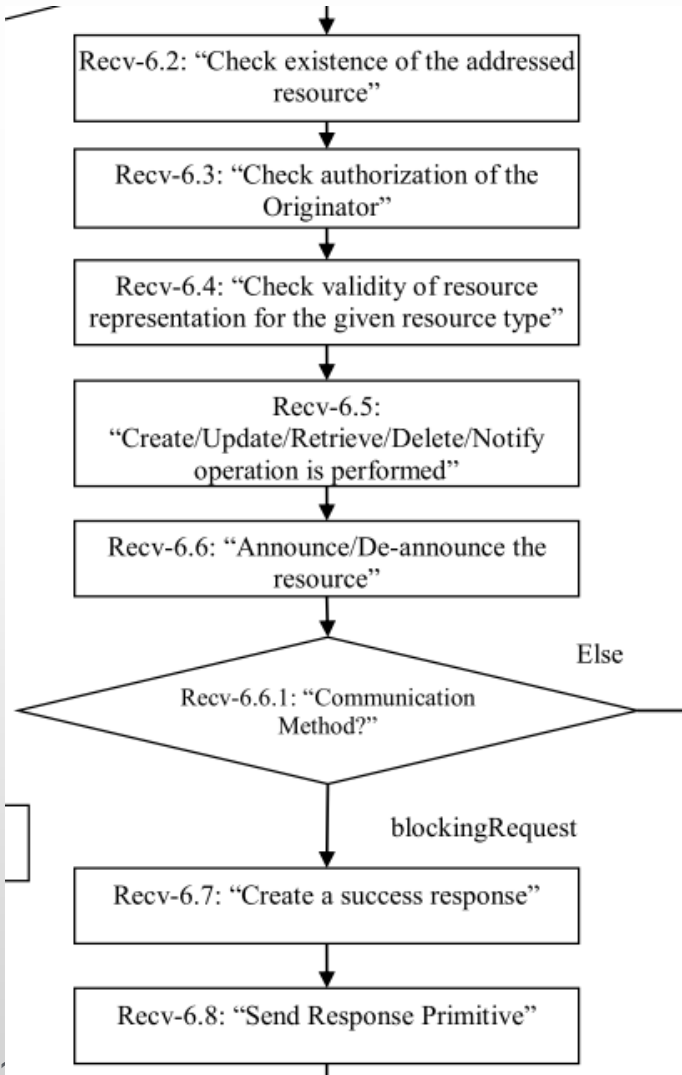 Recv-6.2: “Check existence of the addressed
resource”
Recv-6.3: “Check authorization of the
Originator”
Recv-6.4: “Check validity of resource
representation for the given resource type”
Recv-6.5:
“Create/Update/Retrieve/Delete/Notify
operation is performed”
Recv-6.6: “Announce/De-announce the
resource”
Else
Recv-6.6.1: “Communication
Method?”
blockingRequest
Recv-6.7: “Create a success response”
Recv-6.8: “Send Response Primitive”